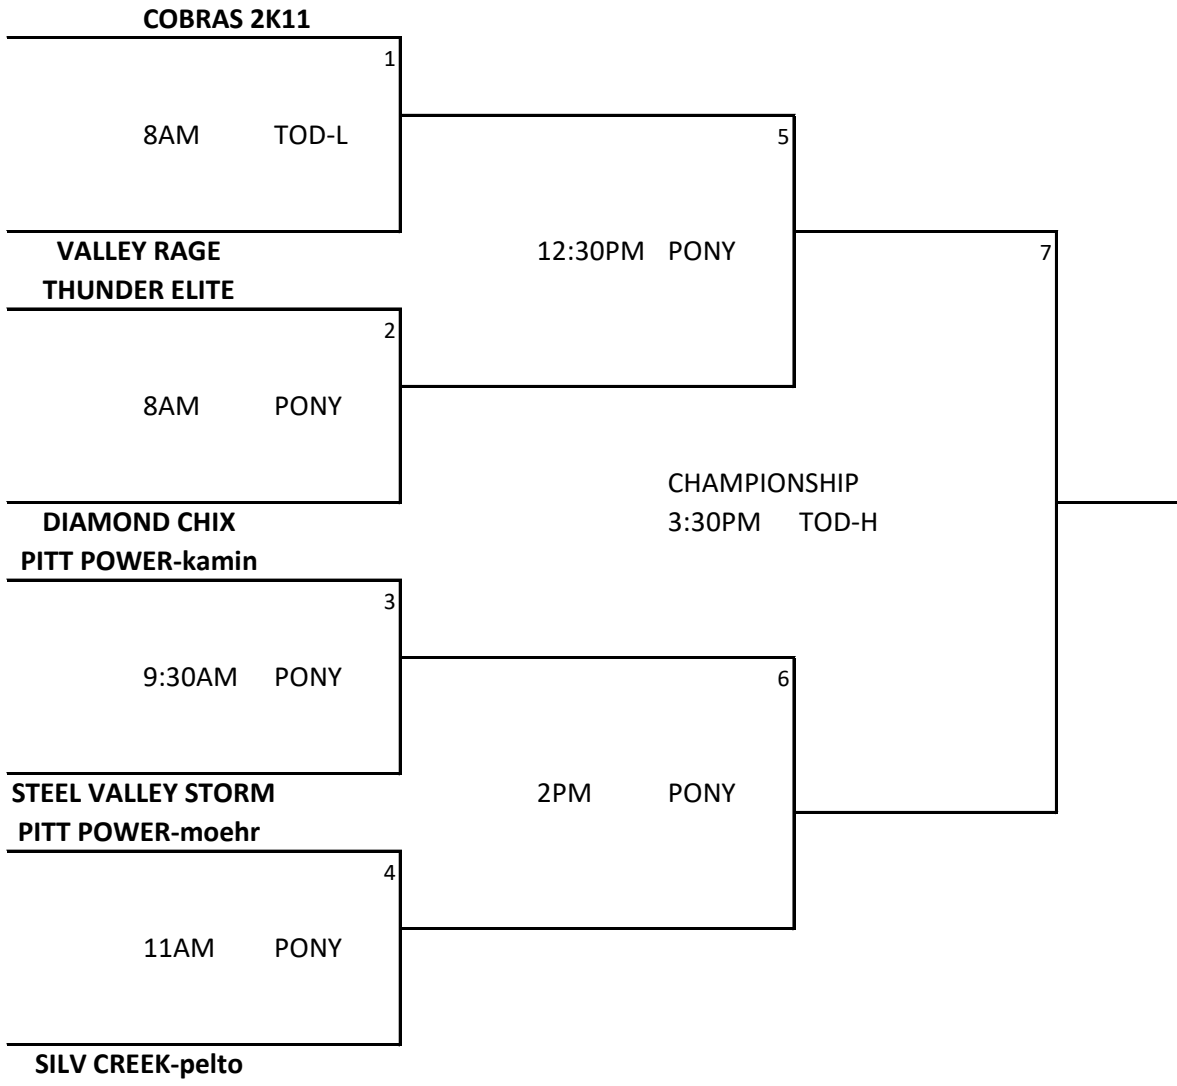 COBRAS 2K11
1
8AM TOD-L
5
VALLEY RAGE
12:30PM PONY
7
THUNDER ELITE
2
8AM PONY
CHAMPIONSHIP
3:30PM TOD-H
DIAMOND CHIX
PITT POWER-kamin
3
9:30AM PONY
6
STEEL VALLEY STORM
2PM PONY
PITT POWER-moehr
4
11AM PONY
SILV CREEK-pelto